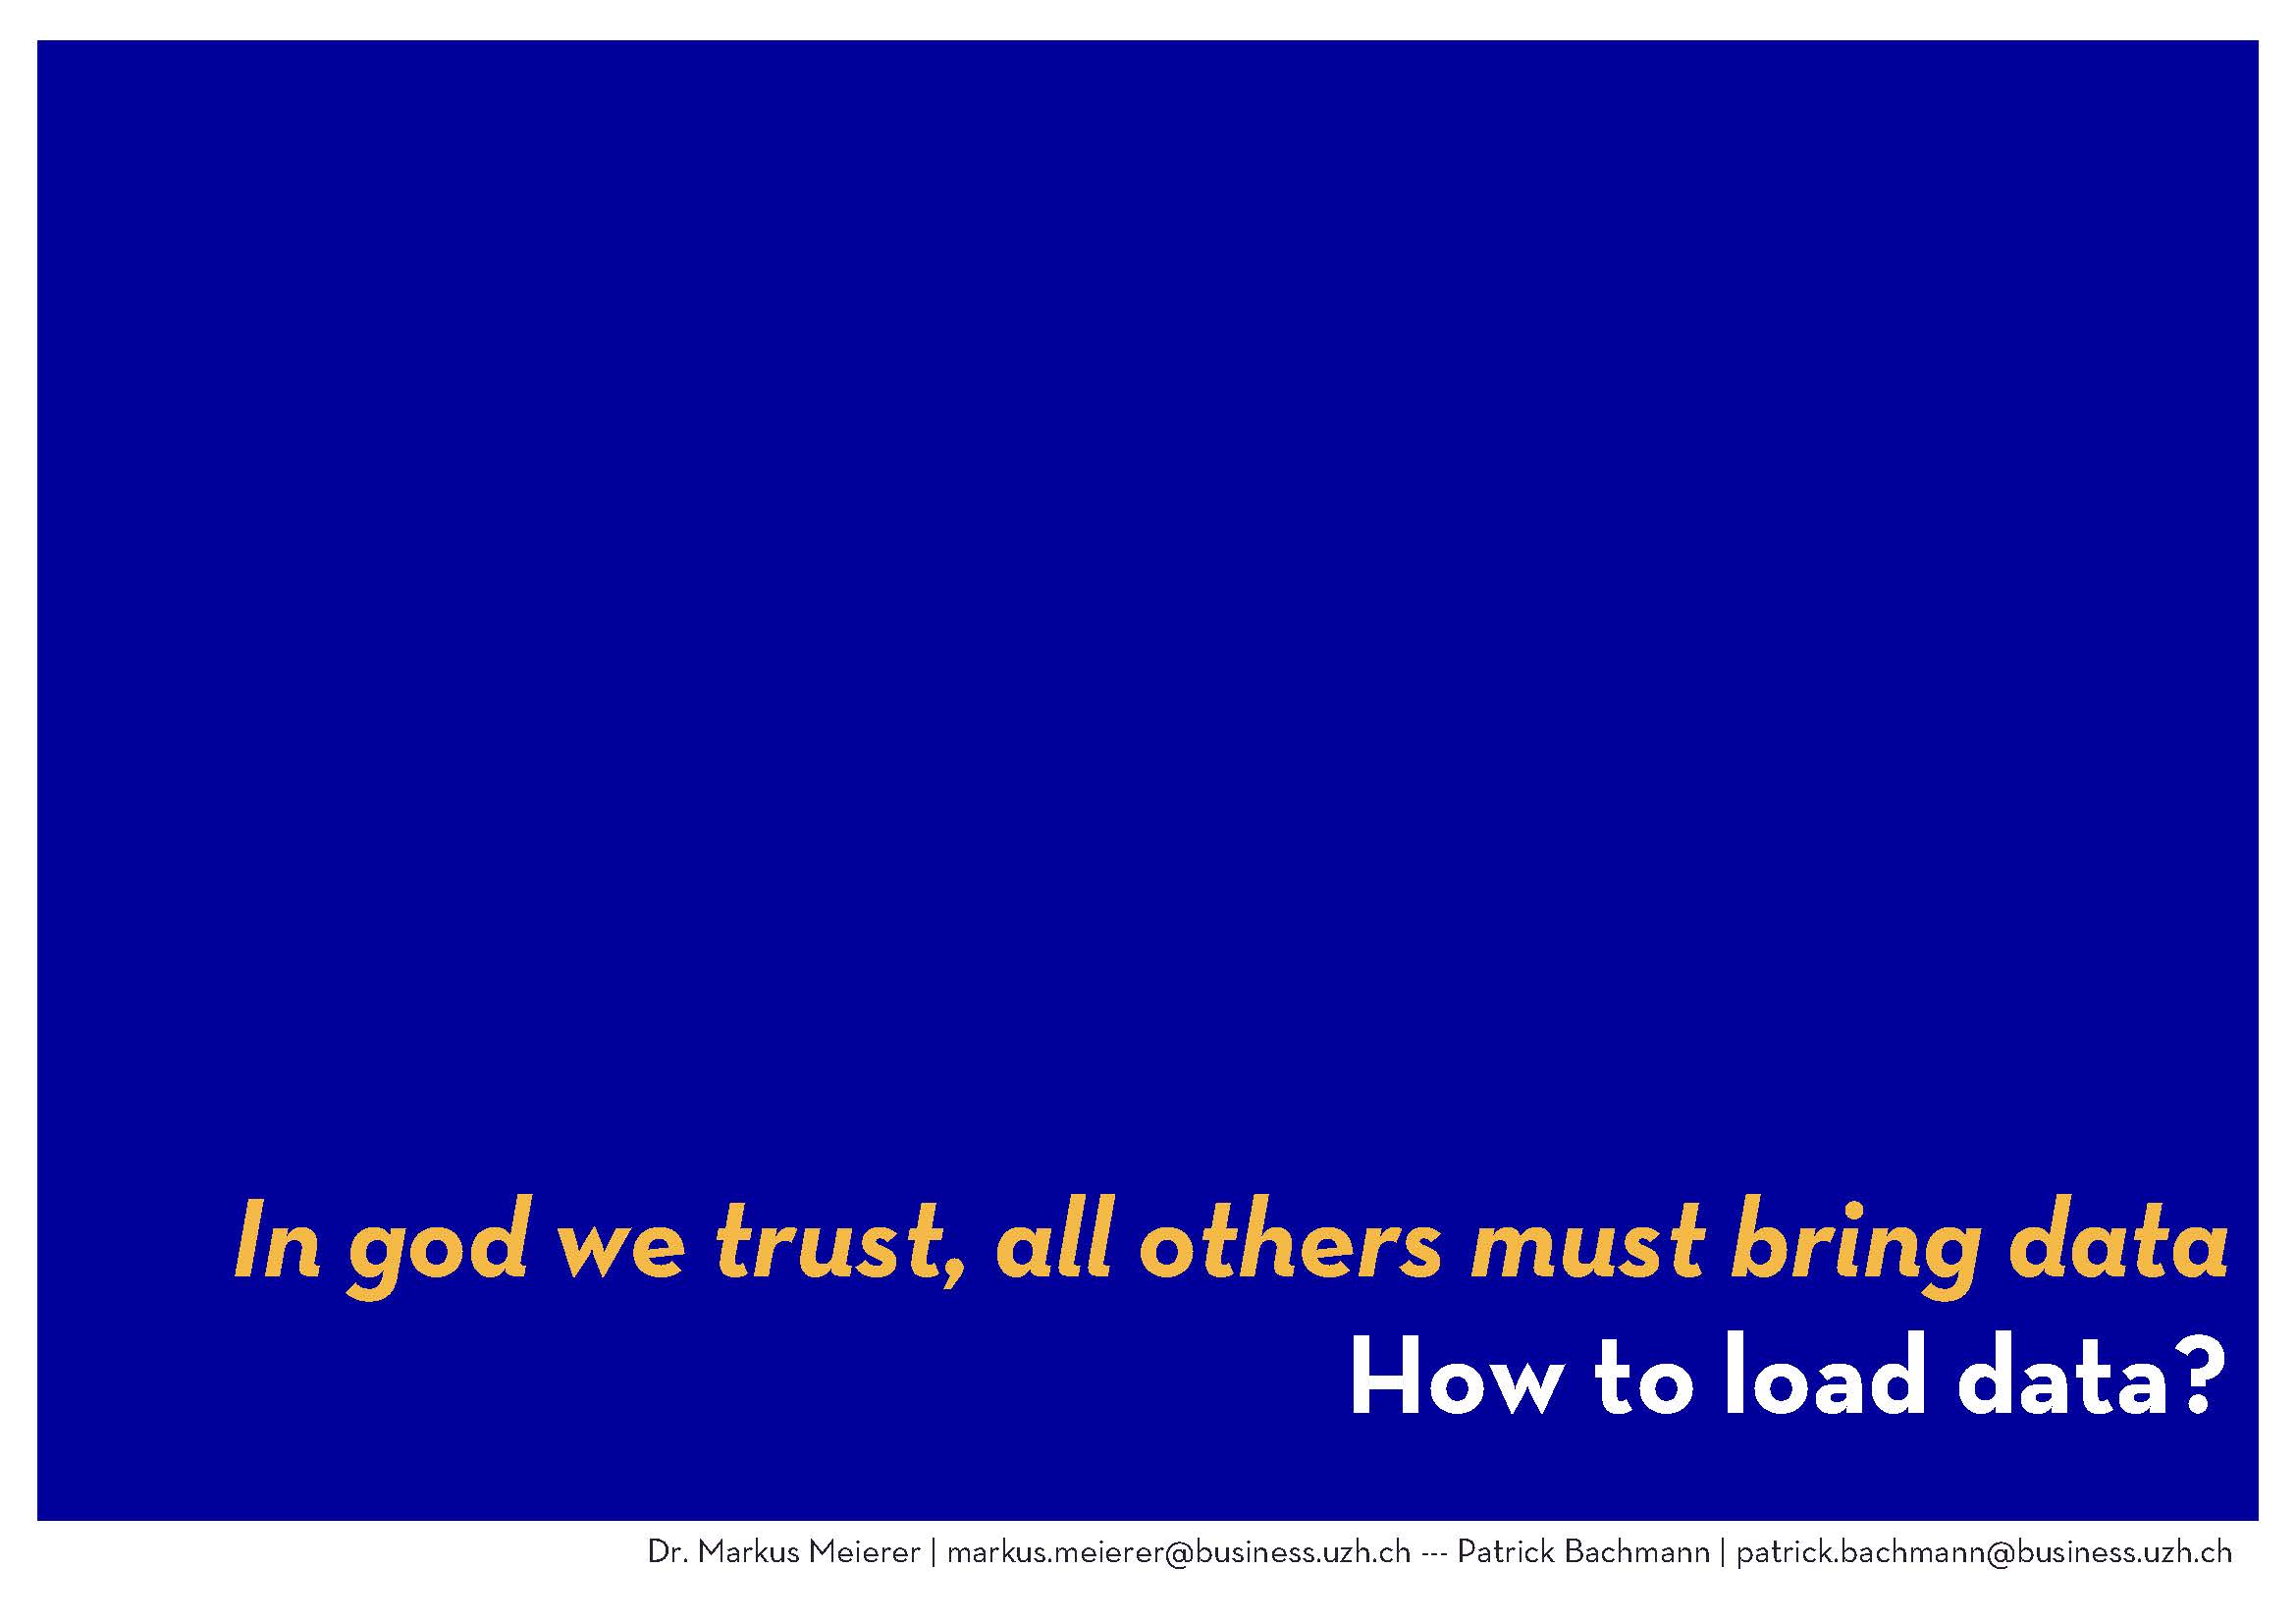 In god we trust, all others must bring data
How to load data?
Dr. Markus Meierer | markus.meierer@business.uzh.ch --- Patrick Bachmann | patrick.bachmann@business.uzh.ch